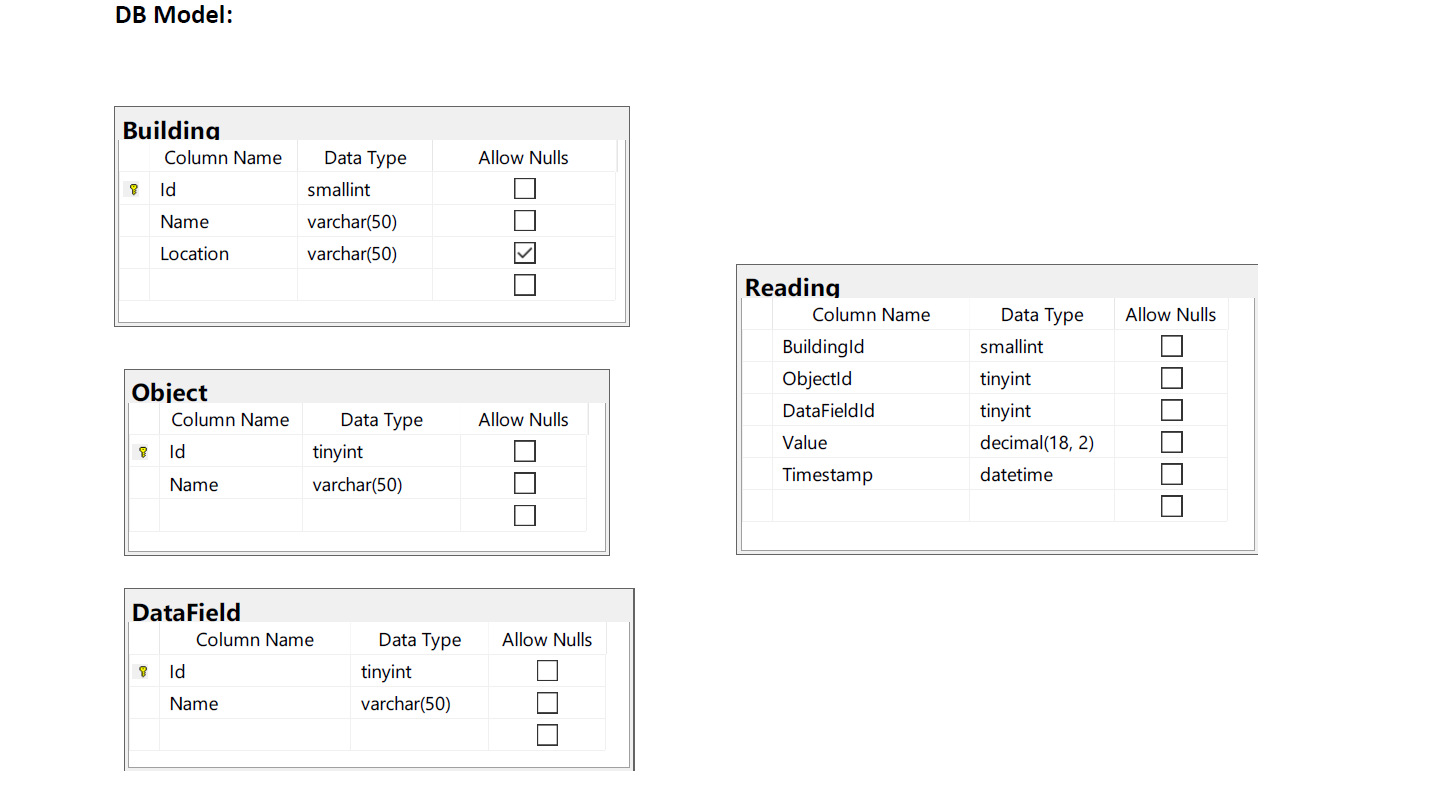 DB Model:
Building
Column Name Data Type Allow Nulls
Id smallint
Name varchar(50)
Location varchar(50)
Object
Column Name Data Type Allow Nulls
Id tinyint
Name varchar(50)
DataField
Column Name Data Type Allow Nulls
Id tinyint
Name varchar(50)
Reading
Column Name Data Type Allow Nulls
BuildingId smallint
ObjectId tinyint
DataFieldId tinyint
Value decimal(18, 2)
Timestamp datetime